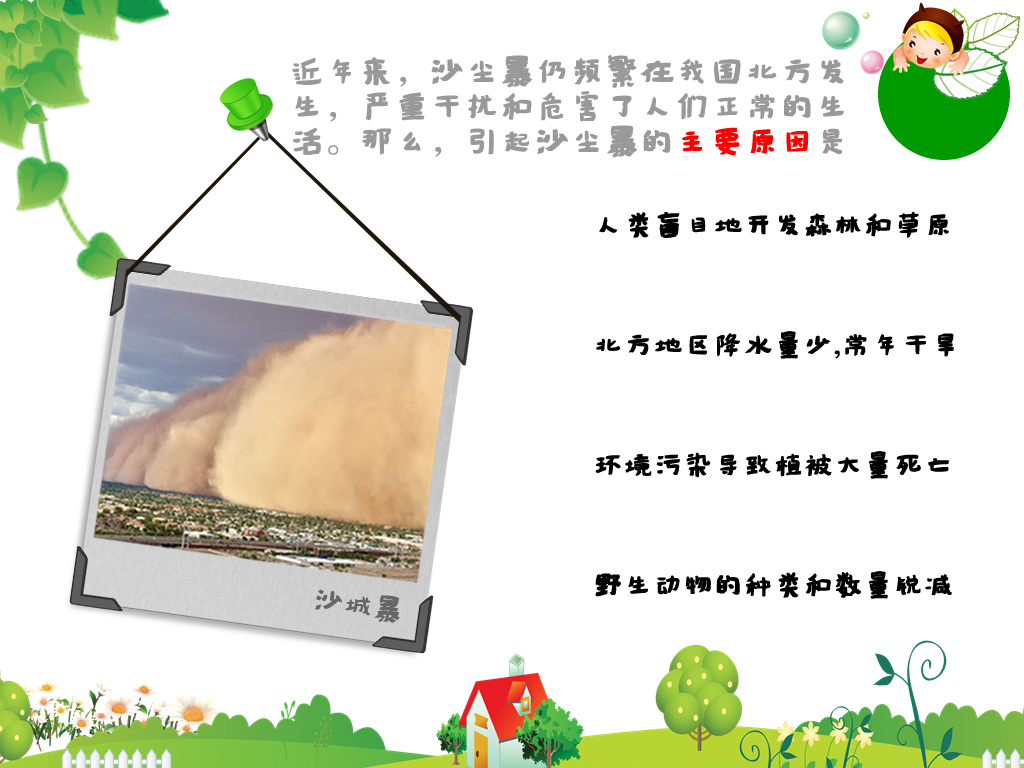 近年来，沙尘暴仍频繁在我国北方发
生，严重干扰和危害了人们正常的生
活。那么，引起沙尘暴的主要原因是
人类盲目地开发森林和草原
北方地区降水量少,常年干旱
环境污染导致植被大量死亡
野生动物的种类和数量锐减
沙城暴